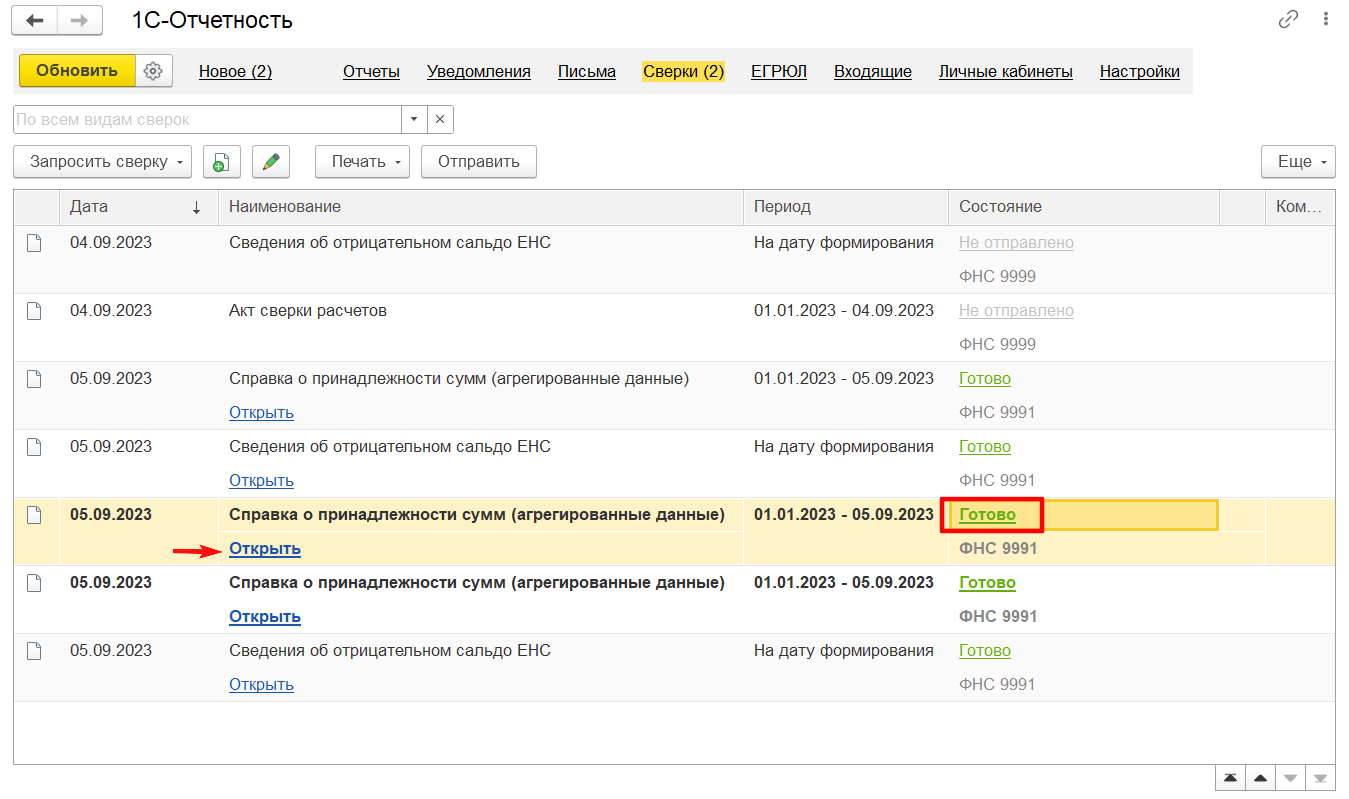 1С-Отчетность
Обновить Новое (2) Отчеты Уведомления Письма Сверки (2) ЕГРЮЛ Входящие Личные кабинеты Настройки
По всем видам сверок
Запросить сверку Печать Отправить Еще
Дата ↓ Наименование Период Состояние Ком...
04.09.2023 Сведения об отрицательном сальдо ЕНС На дату формирования Не отправлено
ФНС 9999
04.09.2023 Акт сверки расчетов 01.01.2023 - 04.09.2023 Не отправлено
ФНС 9999
05.09.2023 Справка о принадлежности сумм (агрегированные данные) 01.01.2023 - 05.09.2023 Готово
Открыть ФНС 9991
05.09.2023 Сведения об отрицательном сальдо ЕНС На дату формирования Готово
Открыть ФНС 9991
05.09.2023 Справка о принадлежности сумм (агрегированные данные) 01.01.2023 - 05.09.2023 Готово
Открыть ФНС 9991
05.09.2023 Справка о принадлежности сумм (агрегированные данные) 01.01.2023 - 05.09.2023 Готово
Открыть ФНС 9991
05.09.2023 Сведения об отрицательном сальдо ЕНС На дату формирования Готово
Открыть ФНС 9991